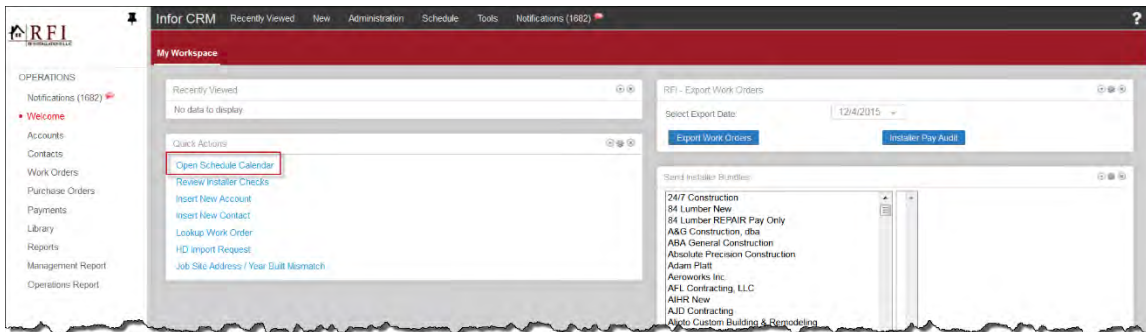 RFI
Infor CRM Recently Viewed New Administration Schedule Tools Notifications (1682) ?
My Workspace
OPERATIONS
Notifications (1682)
Welcome
Accounts
Contacts
Work Orders
Purchase Orders
Payments
Library
Reports
Management Report
Operations Report
Recently Viewed
No data to display
Quick Actions
Open Schedule Calendar
Review Installer Checks
Insert New Account
Insert New Contact
Lookup Work Order
HD Import Request
Job Site Address / Year Built Mismatch
RFI - Export Work Orders
Select Export Date: 12/4/2015
Export Work Orders Installer Pay Audit
Send Installer Bundles
24/7 Construction
84 Lumber New
84 Lumber REPAIR Pay Only
A&G Construction, dba
ABA General Construction
Absolute Precision Construction
Adam Platt
Aeroworks Inc.
AFL Contracting, LLC
AIHR New
AJD Contracting
Alioto Custom Building & Remodeling